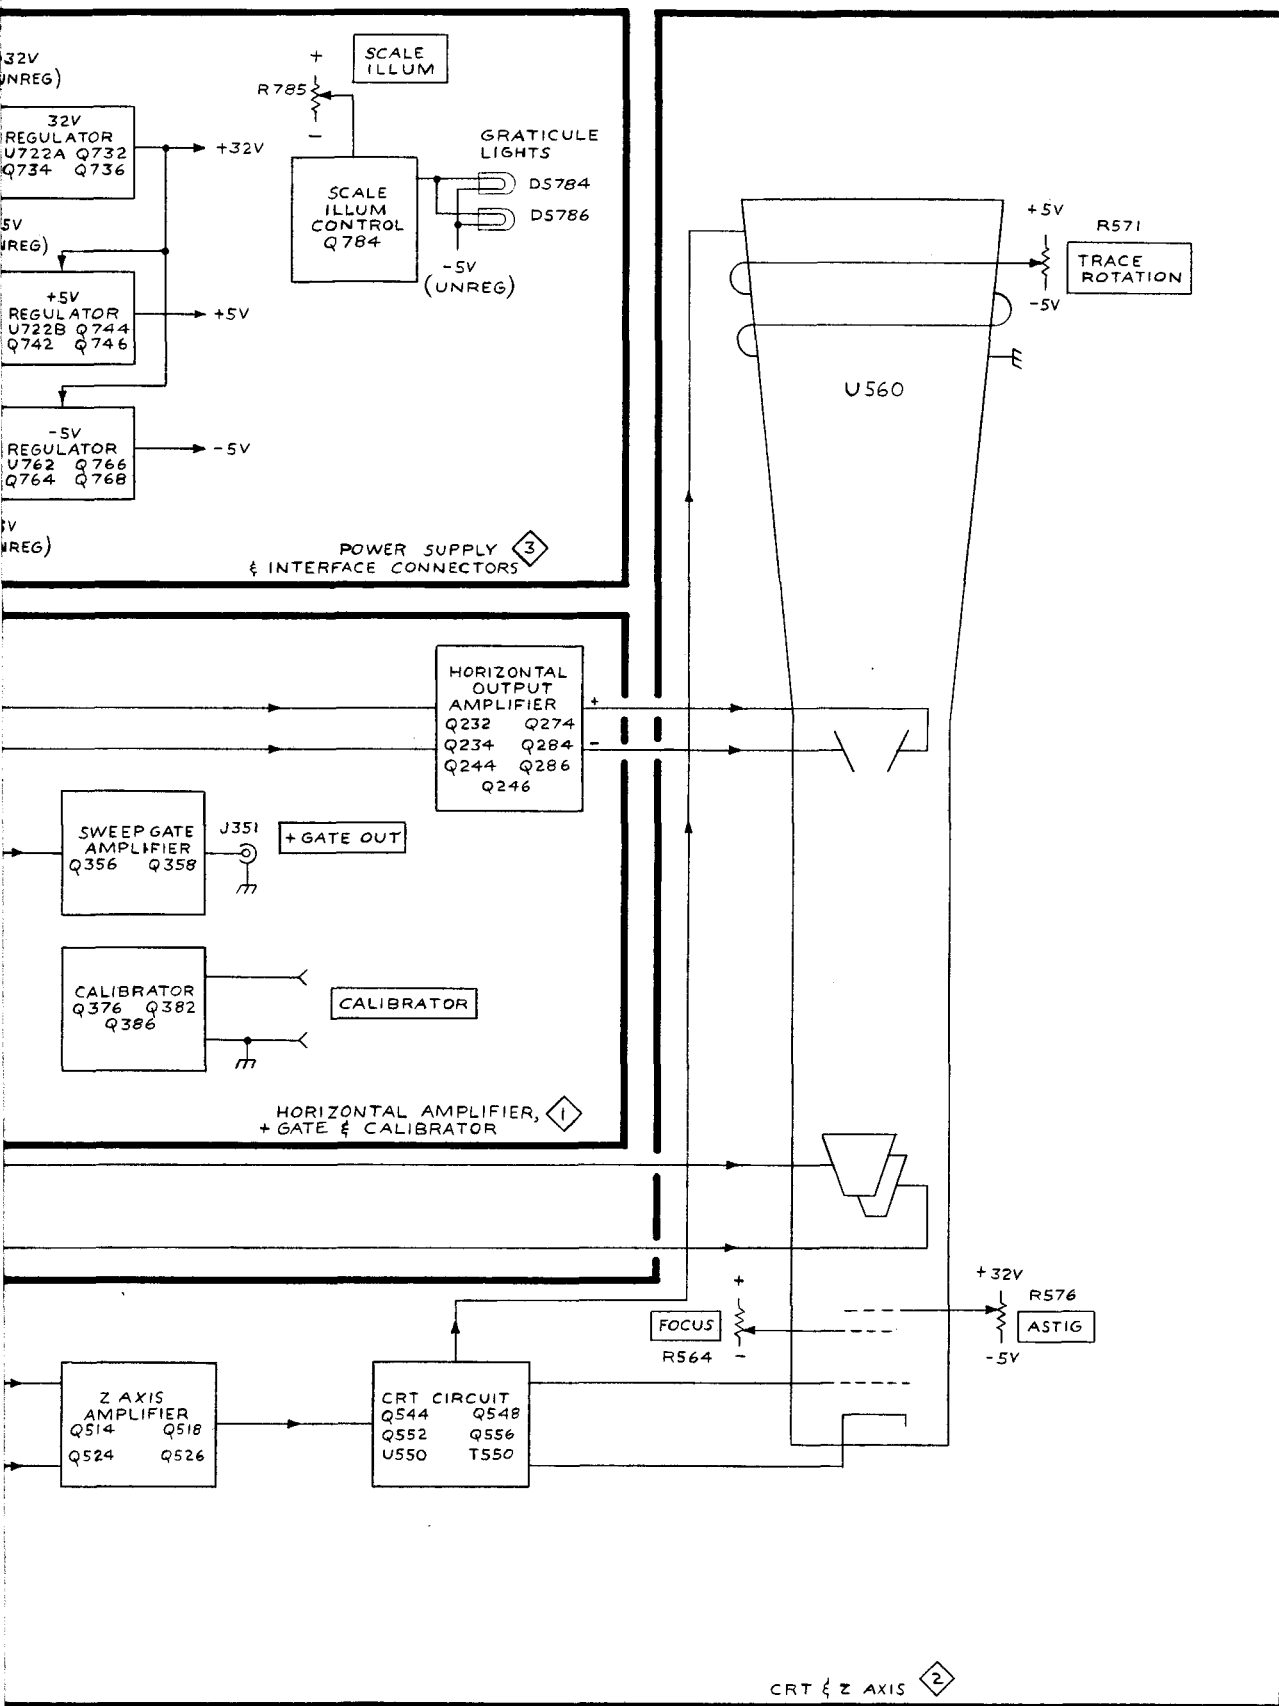 32V
REGULATOR
U722A Q732
Q734 Q736
+32V
+
R785
-
SCALE
ILLUM
SCALE
ILLUM
CONTROL
Q784
GRATICULE
LIGHTS
DS784
DS786
-5V
(UNREG)
+5V
REGULATOR
U722B Q744
Q742 Q746
+5V
-5V
REGULATOR
U762 Q766
Q764 Q768
-5V
POWER SUPPLY
& INTERFACE CONNECTORS
3
+5V
R571
TRACE
ROTATION
-5V
U560
HORIZONTAL
OUTPUT
AMPLIFIER
Q232 Q274
Q234 Q284
Q244 Q286
Q246
+
-
SWEEP GATE
AMPLIFIER
Q356 Q358
J351
+ GATE OUT
CALIBRATOR
Q376 Q382
Q386
CALIBRATOR
HORIZONTAL AMPLIFIER,
+ GATE & CALIBRATOR
1
+
FOCUS
R564 -
+32V
R576
ASTIG
-5V
Z AXIS
AMPLIFIER
Q514 Q518
Q524 Q526
CRT CIRCUIT
Q544 Q548
Q552 Q556
U550 T550
CRT & Z AXIS 2